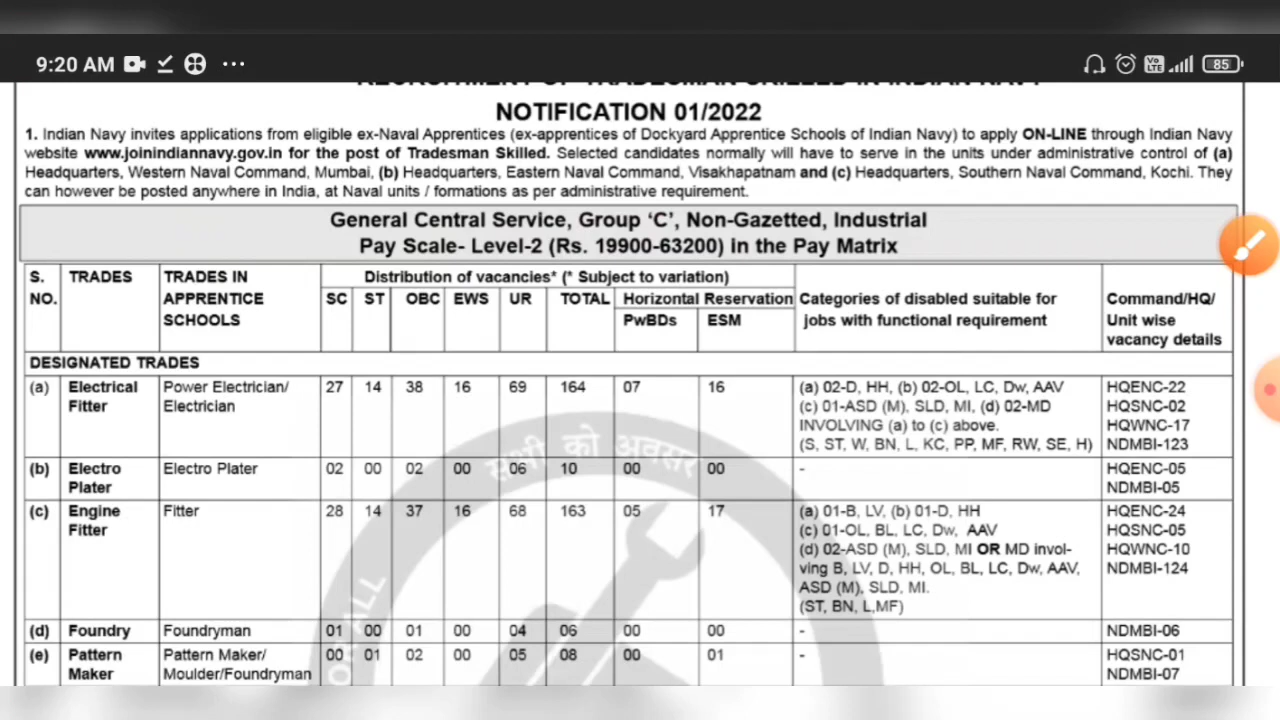 9:20 AM
85
RECRUITMENT OF TRADESMAN SKILLED IN INDIAN NAVY
NOTIFICATION 01/2022
1. Indian Navy invites applications from eligible ex-Naval Apprentices (ex-apprentices of Dockyard Apprentice Schools of Indian Navy) to apply ON-LINE through Indian Navy
website www.joinindiannavy.gov.in for the post of Tradesman Skilled. Selected candidates normally will have to serve in the units under administrative control of (a)
Headquarters, Western Naval Command, Mumbai, (b) Headquarters, Eastern Naval Command, Visakhapatnam and (c) Headquarters, Southern Naval Command, Kochi. They
can however be posted anywhere in India, at Naval units / formations as per administrative requirement.
General Central Service, Group ‘C’, Non-Gazetted, Industrial
Pay Scale- Level-2 (Rs. 19900-63200) in the Pay Matrix
S. NO. TRADES TRADES IN APPRENTICE SCHOOLS Distribution of vacancies* (* Subject to variation)
SC ST OBC EWS UR TOTAL Horizontal Reservation Categories of disabled suitable for Command/HQ/
PwBDs ESM jobs with functional requirement Unit wise
vacancy details
DESIGNATED TRADES
(a) Electrical Power Electrician/ 27 14 38 16 69 164 07 16 (a) 02-D, HH, (b) 02-OL, LC, Dw, AAV HQENC-22
Fitter Electrician (c) 01-ASD (M), SLD, MI, (d) 02-MD HQSNC-02
INVOLVING (a) to (c) above. HQWNC-17
(S, ST, W, BN, L, KC, PP, MF, RW, SE, H) NDMBI-123
(b) Electro Electro Plater 02 00 02 00 06 10 00 00 - HQENC-05
Plater NDMBI-05
(c) Engine Fitter 28 14 37 16 68 163 05 17 (a) 01-B, LV, (b) 01-D, HH HQENC-24
Fitter (c) 01-OL, BL, LC, Dw, AAV HQSNC-05
(d) 02-ASD (M), SLD, MI OR MD invol- HQWNC-10
ving B, LV, D, HH, OL, BL, LC, Dw, AAV, NDMBI-124
ASD (M), SLD, MI.
(ST, BN, L,MF)
(d) Foundry Foundryman 01 00 01 00 04 06 00 00 - NDMBI-06
(e) Pattern Pattern Maker/ 00 01 02 00 05 08 00 01 - HQSNC-01
Maker Moulder/Foundryman NDMBI-07
सभी को अवसर
OR ALL